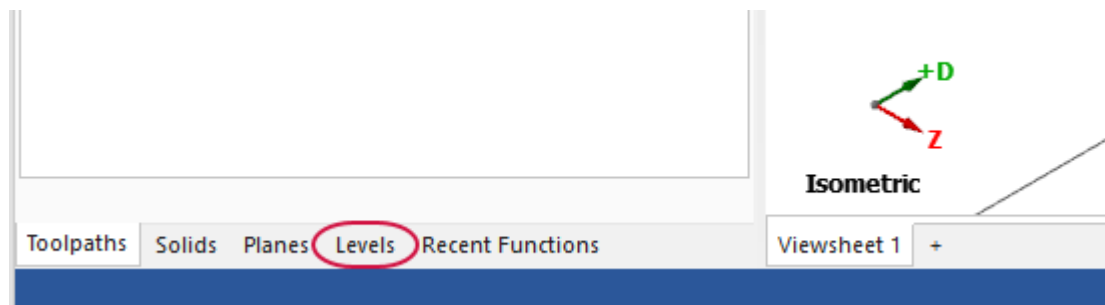 +D
Z
Isometric
Toolpaths Solids Planes Levels Recent Functions
Viewsheet 1 +